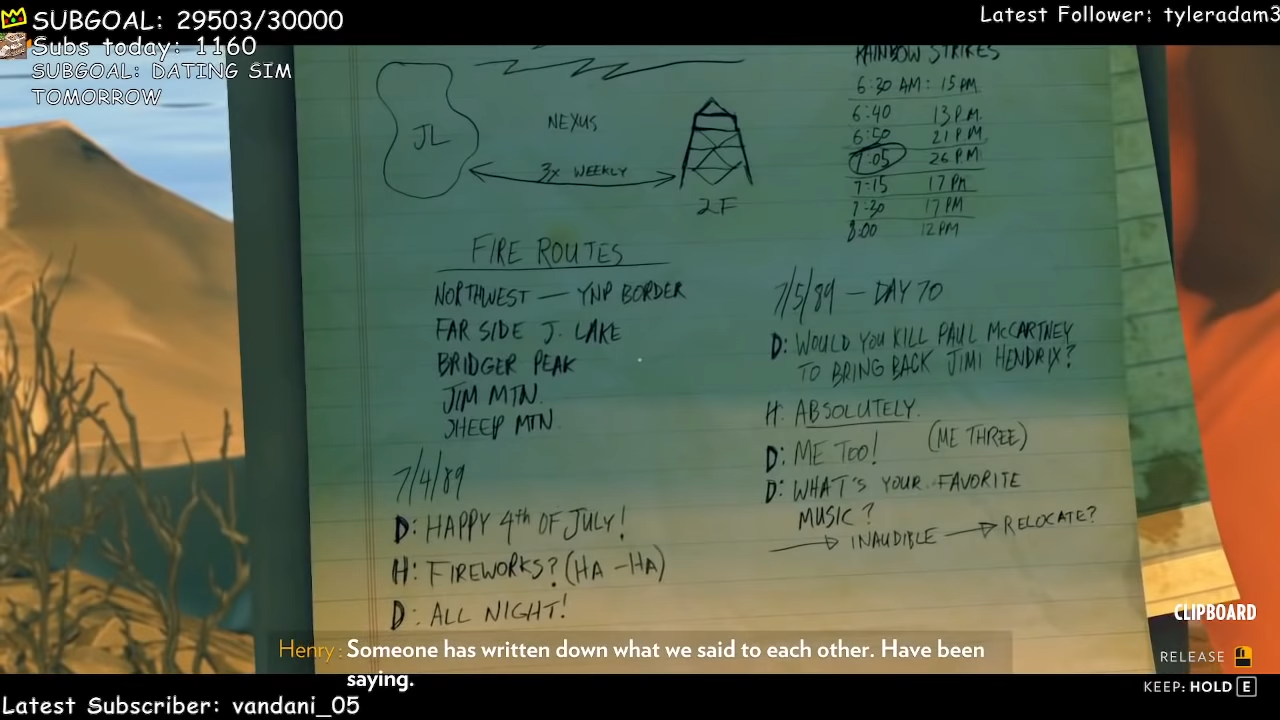 SUBGOAL: 29503/30000
Subs today: 1160
SUBGOAL: DATING SIM
TOMORROW
Latest Follower: tyleradam3
JL
NEXUS
3x WEEKLY
2F
RAINBOW STRIKES
6:30 AM: 15 PM
6:40 13 P.M.
6:50 21 P.M.
7:05 26 P.M
7:15 17 PM
7:30 17 PM
8:00 12 PM
FIRE ROUTES
NORTHWEST — YNP BORDER
FAR SIDE J. LAKE
BRIDGER PEAK
JIM MTN.
SHEEP MTN
7/4/89
D: HAPPY 4th OF JULY!
H: FIREWORKS? (HA-HA)
D: ALL NIGHT!
7/5/89 — DAY 70
D: WOULD YOU KILL PAUL McCARTNEY
TO BRING BACK JIMI HENDRIX?
H: ABSOLUTELY.
D: ME TOO! (ME THREE)
D: WHAT'S YOUR FAVORITE
MUSIC?
→ INAUDIBLE → RELOCATE?
CLIPBOARD
RELEASE
KEEP: HOLD E
Henry: Someone has written down what we said to each other. Have been
saying.
Latest Subscriber: vandani_05